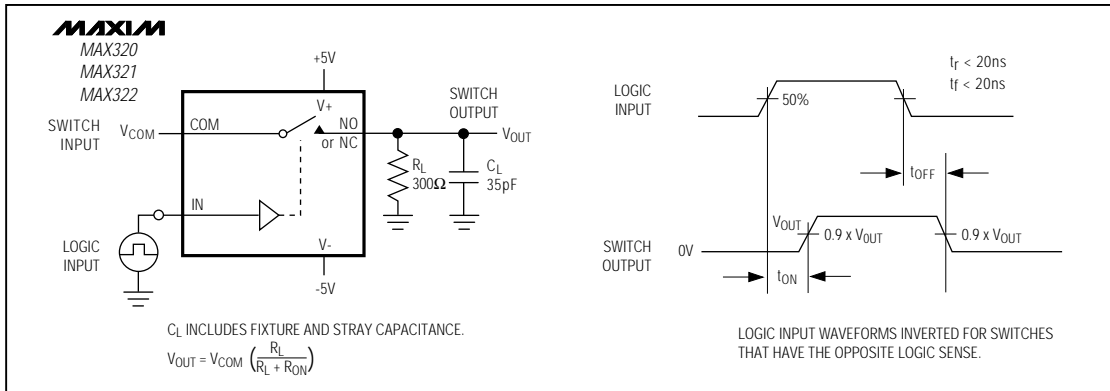 MAXIM
MAX320
MAX321
MAX322
+5V
V+
SWITCH
INPUT
VCOM
COM
NO
or NC
SWITCH
OUTPUT
VOUT
RL
300Ω
CL
35pF
IN
LOGIC
INPUT
V-
-5V
CL INCLUDES FIXTURE AND STRAY CAPACITANCE.
VOUT = VCOM (RL / RL + RON)
LOGIC
INPUT
50%
tr < 20ns
tf < 20ns
tOFF
VOUT
SWITCH
OUTPUT
0V
0.9 x VOUT
0.9 x VOUT
tON
LOGIC INPUT WAVEFORMS INVERTED FOR SWITCHES
THAT HAVE THE OPPOSITE LOGIC SENSE.